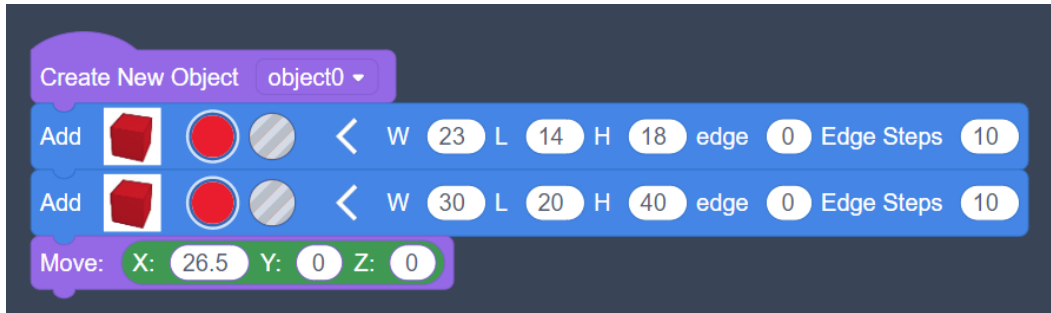 Create New Object object0
Add W 23 L 14 H 18 edge 0 Edge Steps 10
Add W 30 L 20 H 40 edge 0 Edge Steps 10
Move: X: 26.5 Y: 0 Z: 0